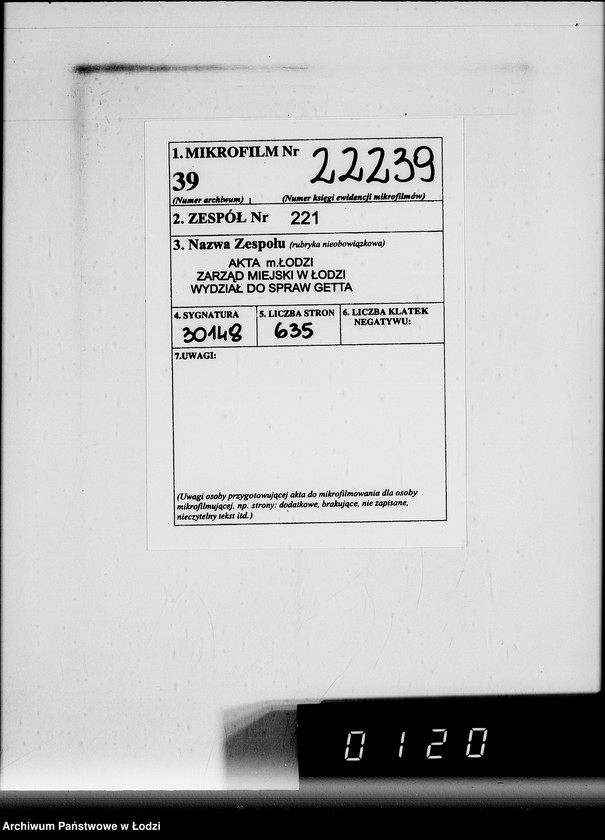 1. MIKROFILM Nr 22239
39
(Numer archiwum) (Numer księgi ewidencji mikrofilmów)
2. ZESPÓŁ Nr 221
3. Nazwa Zespołu (rubryka nieobowiązkowa)
AKTA m.ŁODZI
ZARZĄD MIEJSKI W ŁODZI
WYDZIAŁ DO SPRAW GETTA
4. SYGNATURA 5. LICZBA STRON 6. LICZBA KLATEK
NEGATYWU:
30148 635
7.UWAGI:
(Uwagi osoby przygotowującej akta do mikrofilmowania dla osoby
mikrofilmującej, np. strony: dodatkowe, brakujące, nie zapisane,
nieczytelny tekst itd.)
0120
Archiwum Państwowe w Łodzi